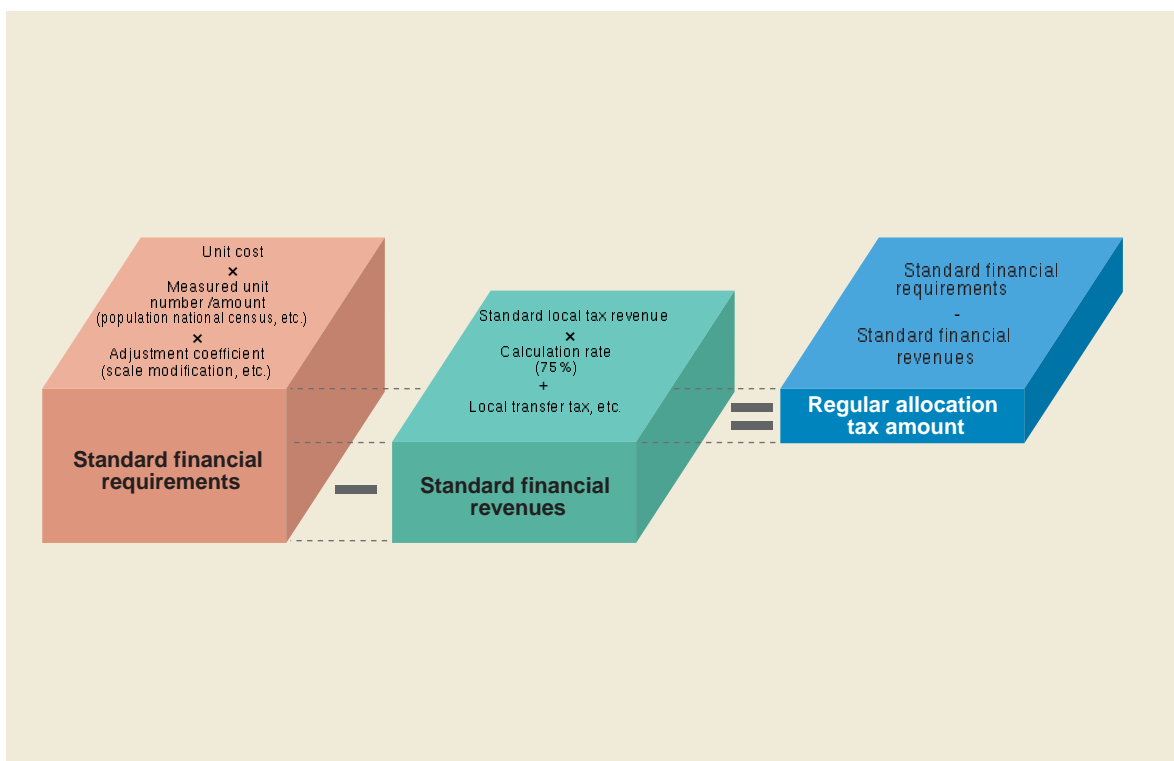 Unit cost
×
Measured unit
number/amount
(population national census, etc.)
×
Adjustment coefficient
(scale modification, etc.)
Standard financial
requirements
-
Standard local tax revenue
×
Calculation rate
(75%)
+
Local transfer tax, etc.
Standard financial
revenues
=
Standard financial
requirements
-
Standard financial
revenues
Regular allocation
tax amount